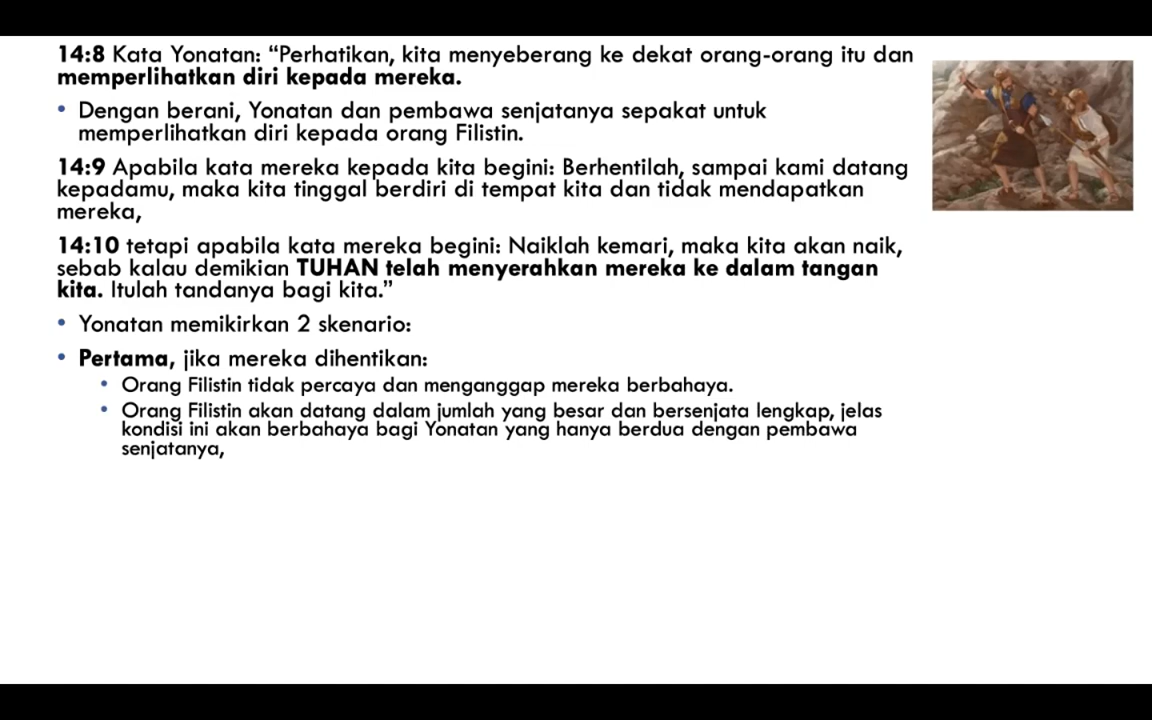 14:8 Kata Yonatan: “Perhatikan, kita menyeberang ke dekat orang-orang itu dan
memperlihatkan diri kepada mereka.
• Dengan berani, Yonatan dan pembawa senjatanya sepakat untuk
memperlihatkan diri kepada orang Filistin.
14:9 Apabila kata mereka kepada kita begini: Berhentilah, sampai kami datang
kepadamu, maka kita tinggal berdiri di tempat kita dan tidak mendapatkan
mereka,
14:10 tetapi apabila kata mereka begini: Naiklah kemari, maka kita akan naik,
sebab kalau demikian TUHAN telah menyerahkan mereka ke dalam tangan
kita. Itulah tandanya bagi kita.”
• Yonatan memikirkan 2 skenario:
• Pertama, jika mereka dihentikan:
• Orang Filistin tidak percaya dan menganggap mereka berbahaya.
• Orang Filistin akan datang dalam jumlah yang besar dan bersenjata lengkap, jelas
kondisi ini akan berbahaya bagi Yonatan yang hanya berdua dengan pembawa
senjatanya,